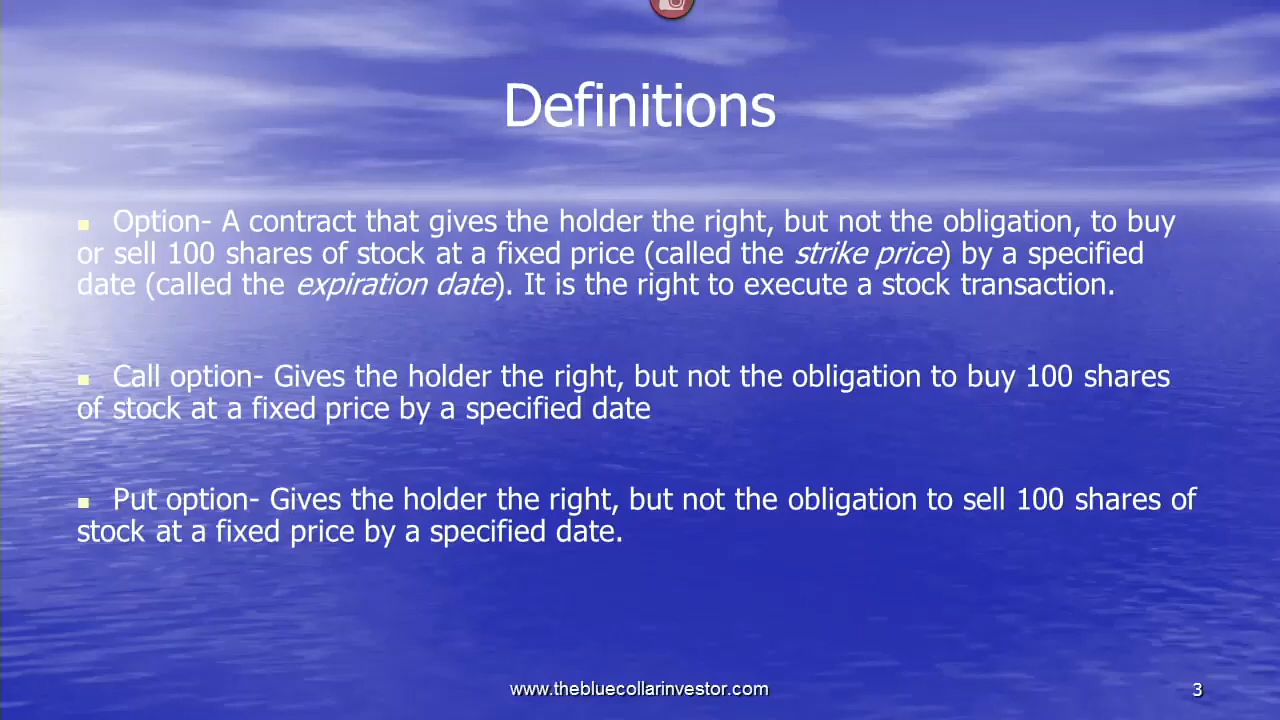 Definitions
▪ Option- A contract that gives the holder the right, but not the obligation, to buy
or sell 100 shares of stock at a fixed price (called the strike price) by a specified
date (called the expiration date). It is the right to execute a stock transaction.
▪ Call option- Gives the holder the right, but not the obligation to buy 100 shares
of stock at a fixed price by a specified date
▪ Put option- Gives the holder the right, but not the obligation to sell 100 shares of
stock at a fixed price by a specified date.
www.thebluecollarinvestor.com
3